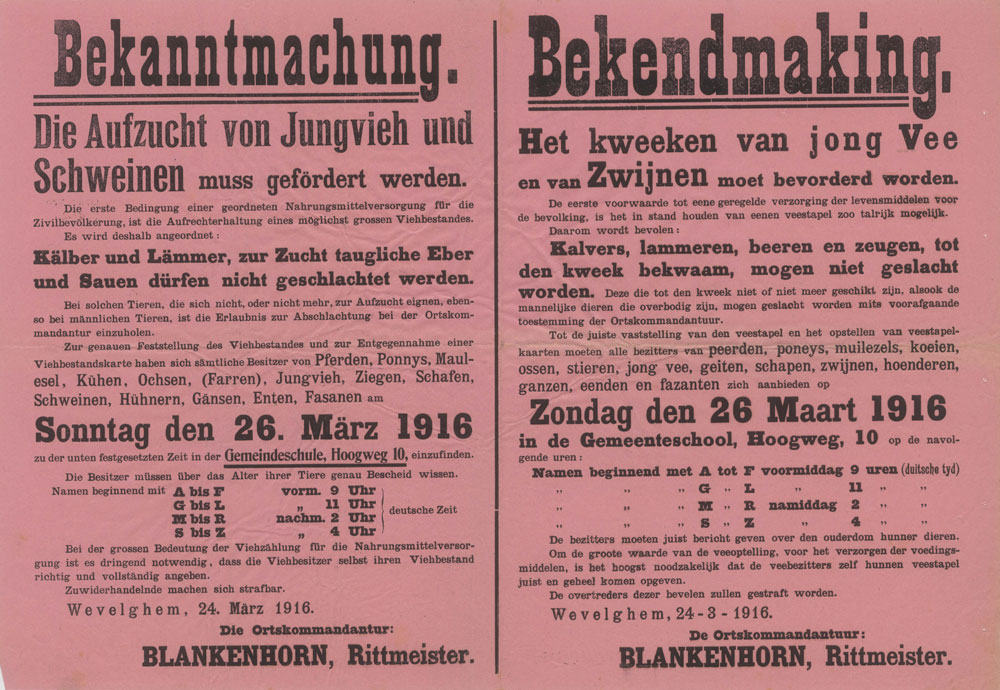 Bekanntmachung.
Die Aufzucht von Jungvieh und
Schweinen muss gefördert werden.
Die erste Bedingung einer geordneten Nahrungsmittelversorgung für die
Zivilbevölkerung, ist die Aufrechterhaltung eines möglichst grossen Viehbestandes.
Es wird deshalb angeordnet :
Kälber und Lämmer, zur Zucht taugliche Eber
und Sauen dürfen nicht geschlachtet werden.
Bei solchen Tieren, die sich nicht, oder nicht mehr, zur Aufzucht eignen, eben-
so bei männlichen Tieren, ist die Erlaubnis zur Abschlachtung bei der Ortskom-
mandantur einzuholen.
Zur genauen Feststellung des Viehbestandes und zur Entgegennahme einer
Viehbestandskarte haben sich sämtliche Besitzer von Pferden, Ponnys, Maul-
esel, Kühen, Ochsen, (Farren), Jungvieh, Ziegen, Schafen,
Schweinen, Hühnern, Gänsen, Enten, Fasanen am
Sonntag den 26. März 1916
zu der unten festgesetzten Zeit in der Gemeindeschule, Hoogweg 10, einzufinden.
Die Besitzer müssen über das Alter ihrer Tiere genau Bescheid wissen.
Namen beginnend mit A bis F vorm. 9 Uhr
G bis L „ 11 Uhr
M bis R nachm. 2 Uhr
S bis Z „ 4 Uhr
deutsche Zeit
Bei der grossen Bedeutung der Viehzählung für die Nahrungsmittelversor-
gung ist es dringend notwendig, dass die Viehbesitzer selbst ihren Viehbestand
richtig und vollständig angeben.
Zuwiderhandelnde machen sich strafbar.
Wevelghem, 24. März 1916.
Die Ortskommandantur:
BLANKENHORN, Rittmeister.
Bekendmaking.
Het kweeken van jong Vee
en van Zwijnen moet bevorderd worden.
De eerste voorwaarde tot eene geregelde verzorging der levensmiddelen voor
de bevolking, is het in stand houden van eenen veestapel zoo talrijk mogelijk.
Daarom wordt bevolen :
Kalvers, lammeren, beeren en zeugen, tot
den kweek bekwaam, mogen niet geslacht
worden. Deze die tot den kweek niet of niet meer geschikt zijn, alsook de
mannelijke dieren die overbodig zijn, mogen geslacht worden mits voorafgaande
toestemming der Ortskommandantuur.
Tot de juiste vaststelling van den veestapel en het opstellen van veestapel-
kaarten moeten alle bezitters van peerden, poneys, muilezels, koeien,
ossen, stieren, jong vee, geiten, schapen, zwijnen, hoenderen,
ganzen, eenden en fazanten zich aanbieden op
Zondag den 26 Maart 1916
in de Gemeenteschool, Hoogweg, 10 op de navol-
gende uren :
Namen beginnend met A tot F voormiddag 9 uren (duitsche tyd)
„ „ „ G „ L „ 11 „ „
„ „ „ M „ R namiddag 2 „ „
„ „ „ S „ Z „ 4 „ „
De bezitters moeten juist bericht geven over den ouderdom hunner dieren.
Om de groote waarde van de veeoptelling, voor het verzorgen der voedings-
middelen, is het hoogst noodzakelijk dat de veebezitters zelf hunnen veestapel
juist en geheel komen opgeven.
De overtreders dezer bevelen zullen gestraft worden.
Wevelghem, 24-3-1916.
De Ortskommandantur:
BLANKENHORN, Rittmeister.